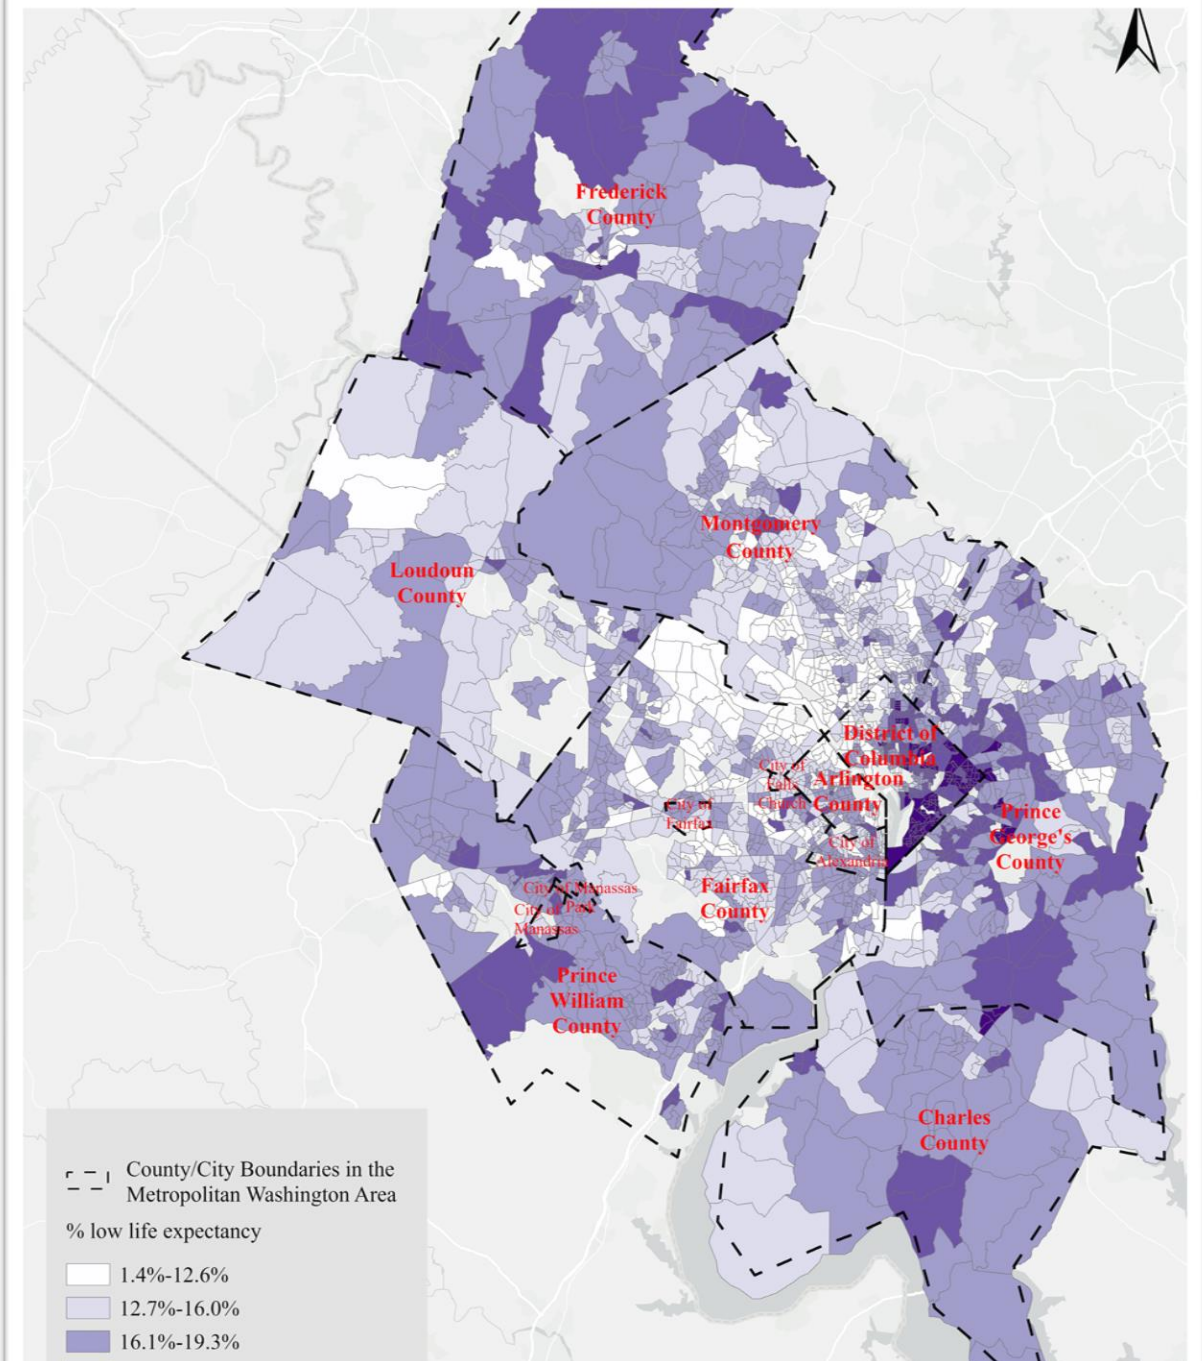 Frederick
County
Montgomery
County
Loudoun
County
District of
Columbia
City of
Falls
Church
Arlington
County
City of
Fairfax
Prince
George's
County
City of
Alexandria
Fairfax
County
City of Manassas
Park
City of
Manassas
Prince
William
County
Charles
County
County/City Boundaries in the
Metropolitan Washington Area
% low life expectancy
1.4%-12.6%
12.7%-16.0%
16.1%-19.3%